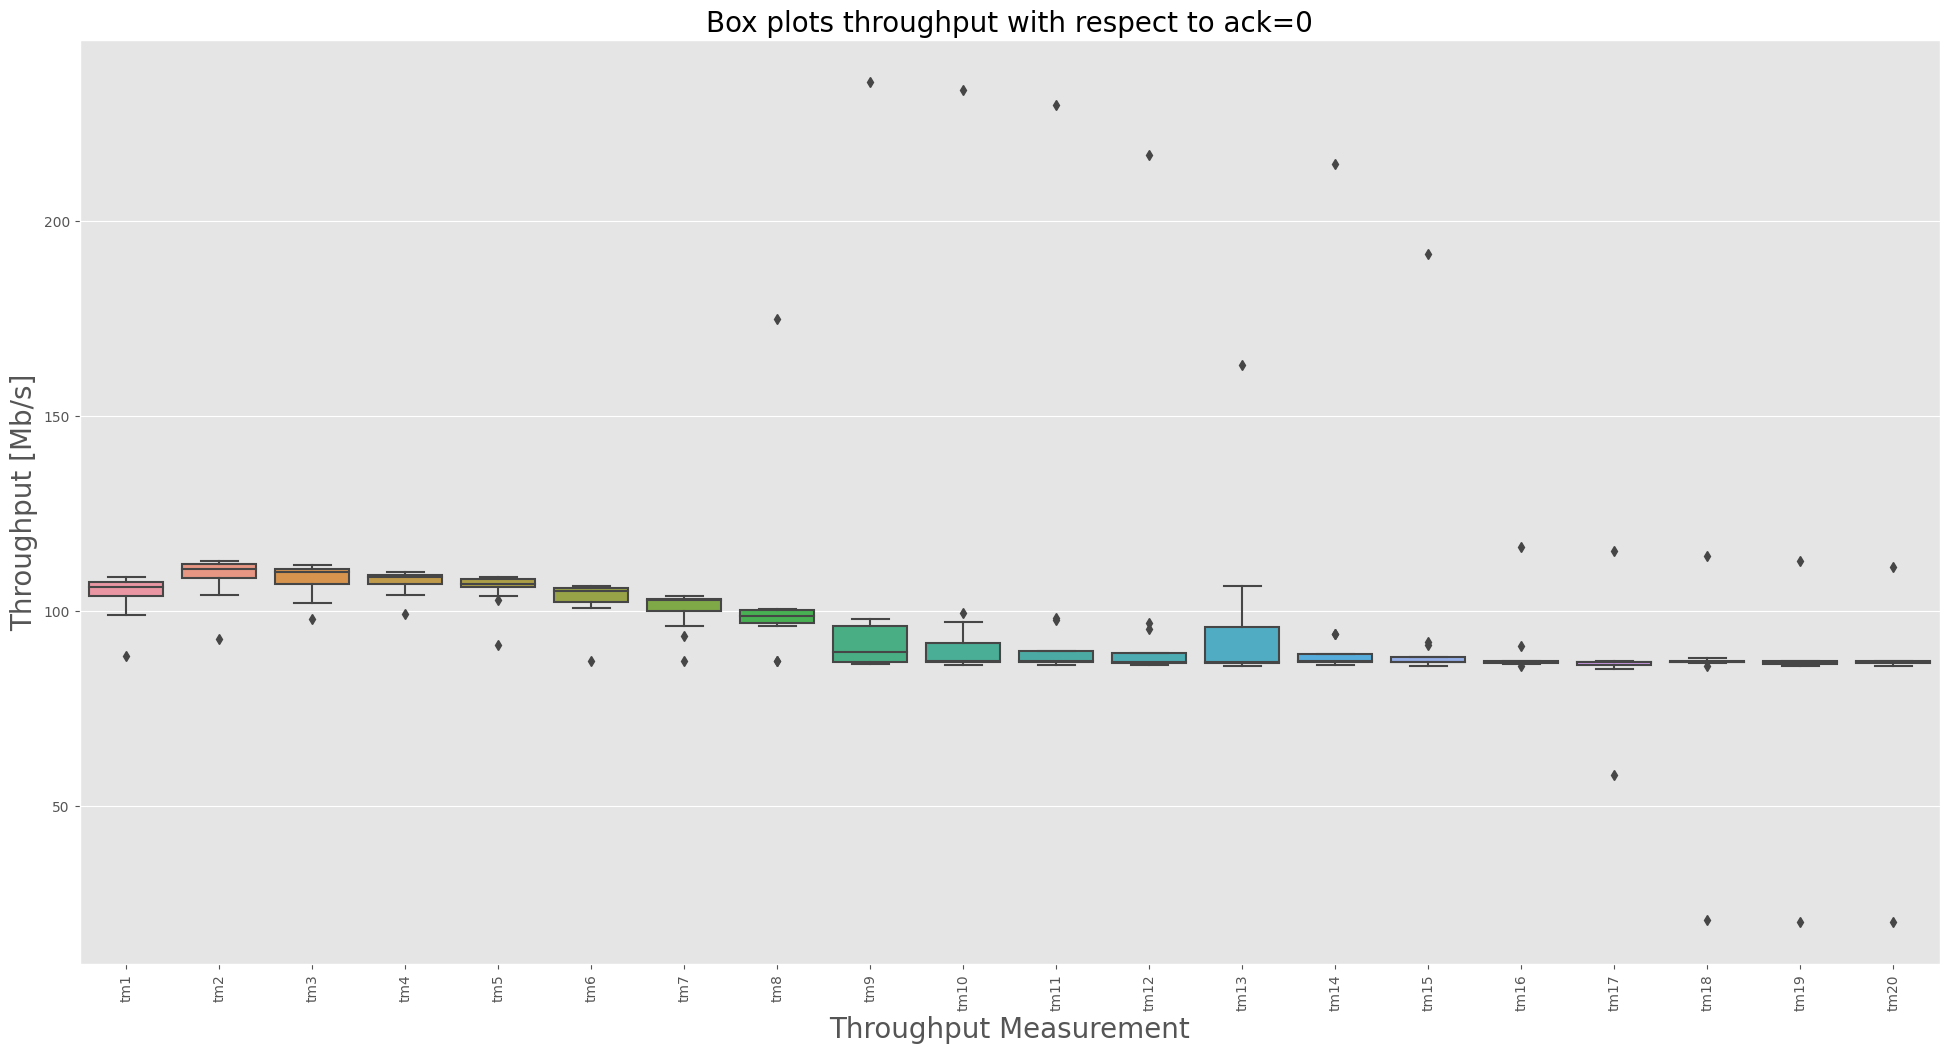 Box plots throughput with respect to ack=0
Throughput [Mb/s]
200
150
100
50
tm1
tm2
tm3
tm4
tm5
tm6
tm7
tm8
tm9
tm10
tm11
tm12
tm13
tm14
tm15
tm16
tm17
tm18
tm19
tm20
Throughput Measurement